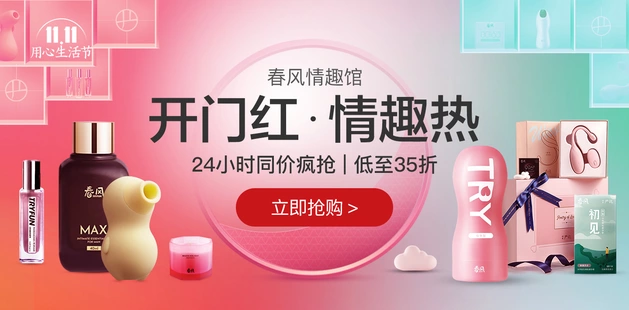 11.11
用心生活节
春风情趣馆
开门红·情趣热
24小时同价疯抢 | 低至35折
立即抢购 >
TRYFUN
春风
MAX
TRY!
春风
初见